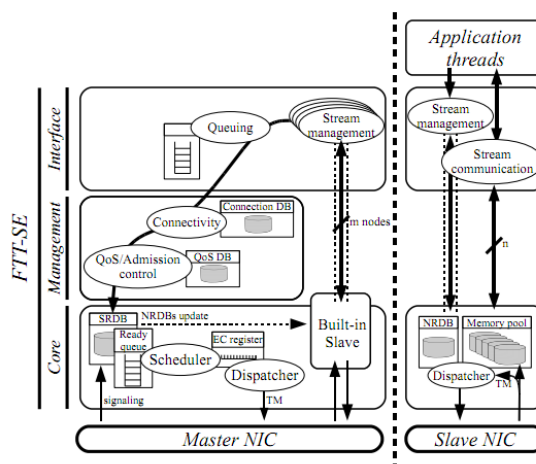 Application
threads
FTT-SE
Interface
Queuing
Stream
management
Stream
management
Stream
communication
Management
Connectivity
Connection DB
QoS/Admission
control
QoS DB
m nodes
n
Core
SRDB
NRDBs update
Ready
queue
Scheduler
EC register
Dispatcher
Built-in
Slave
signaling
TM
NRDB
Memory pool
Dispatcher
TM
Master NIC
Slave NIC